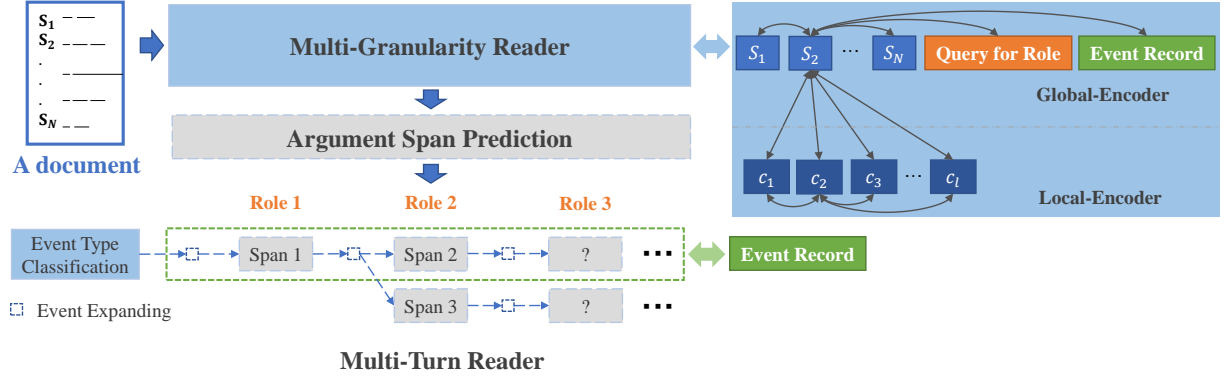 S1
S2
.
.
.
SN
A document
Multi-Granularity Reader
Argument Span Prediction
S1 S2 ... SN Query for Role Event Record
Global-Encoder
c1 c2 c3 ... cl
Local-Encoder
Role 1 Role 2 Role 3
Event Type
Classification
Span 1 Span 2 ? ...
Event Record
Span 3 ? ...
Event Expanding
Multi-Turn Reader